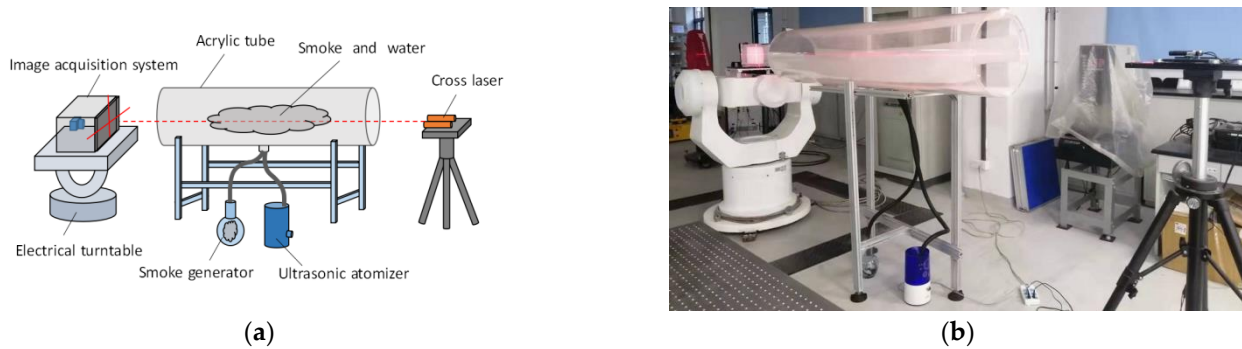 Acrylic tube
Smoke and water
Image acquisition system
Cross laser
Electrical turntable
Smoke generator
Ultrasonic atomizer
(a)
(b)